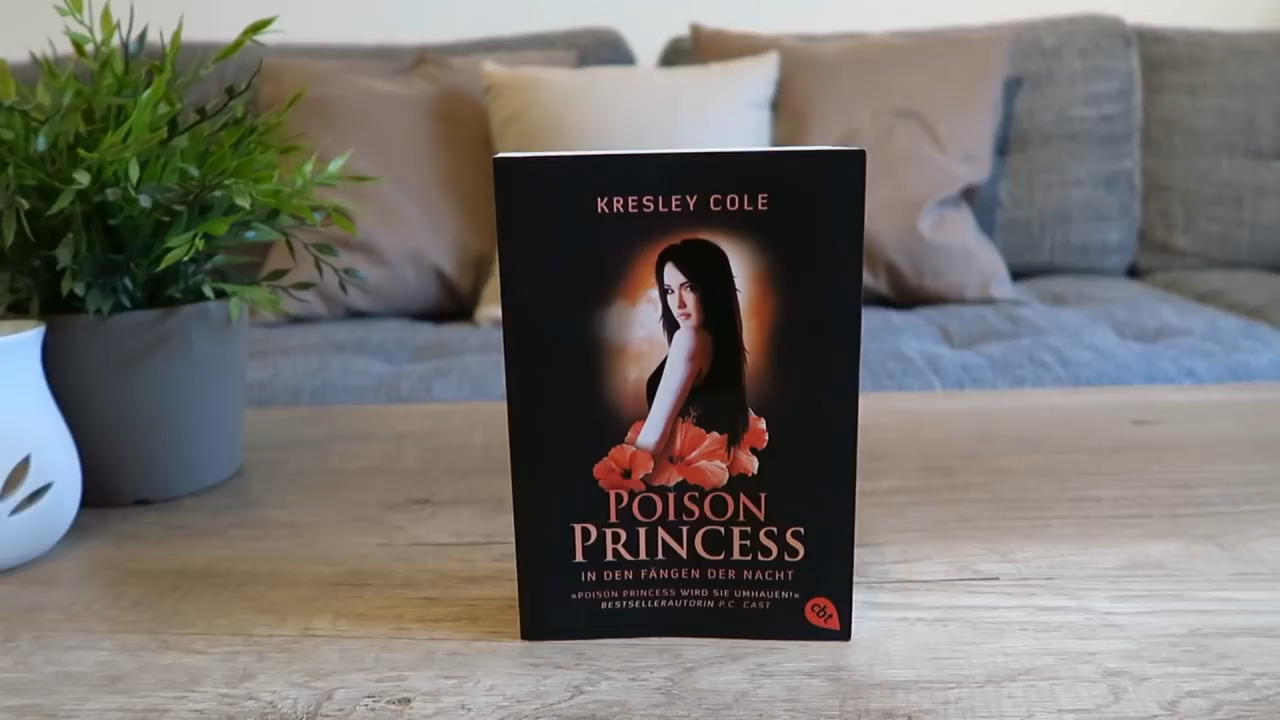 KRESLEY COLE
POISON
PRINCESS
IN DEN FÄNGEN DER NACHT
»POISON PRINCESS WIRD SIE UMHAUEN!«
BESTSELLERAUTORIN P.C. CAST
cbt